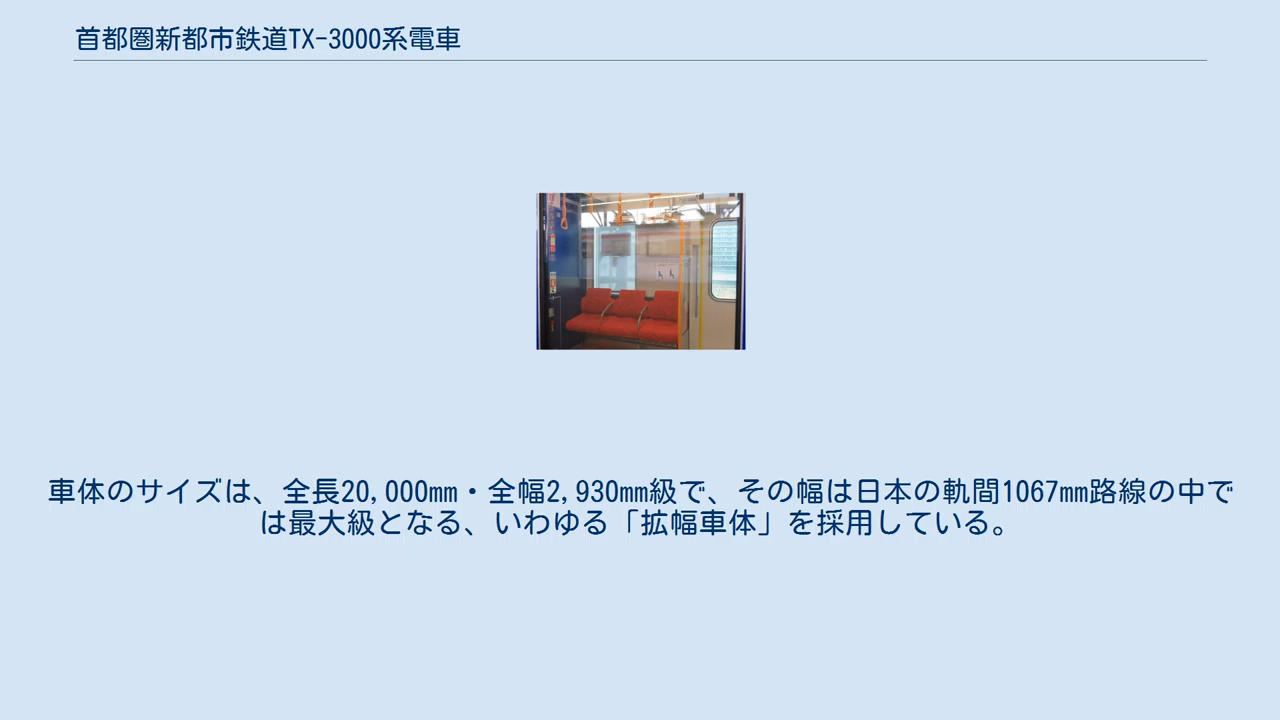 首都圏新都市鉄道TX-3000系電車
車体のサイズは、全長20,000㎜・全幅2,930㎜級で、その幅は日本の軌間1067㎜路線の中で
は最大級となる、いわゆる「拡幅車体」を採用している。